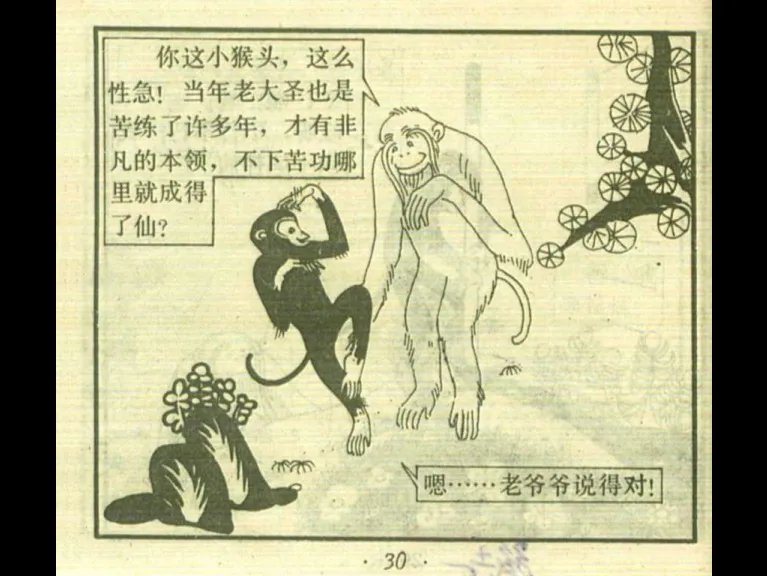 你这小猴头，这么
性急！当年老大圣也是
苦练了许多年，才有非
凡的本领，不下苦功哪
里就成得
了仙？
嗯……老爷爷说得对！
· 30 ·